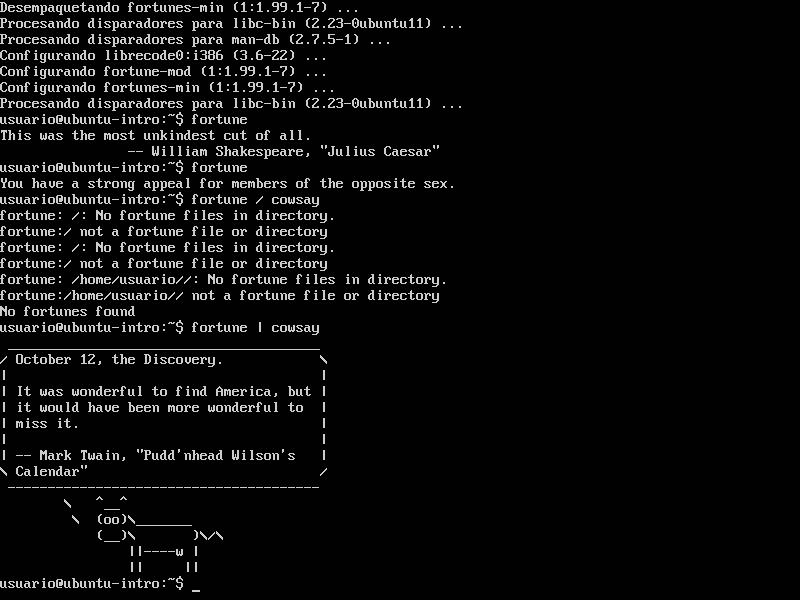 Desempaquetando fortunes-min (1:1.99.1-7) ...
Procesando disparadores para libc-bin (2.23-0ubuntu11) ...
Procesando disparadores para man-db (2.7.5-1) ...
Configurando librecode0:i386 (3.6-22) ...
Configurando fortune-mod (1:1.99.1-7) ...
Configurando fortunes-min (1:1.99.1-7) ...
Procesando disparadores para libc-bin (2.23-0ubuntu11) ...
usuario@ubuntu-intro:~$ fortune
This was the most unkindest cut of all.
                -- William Shakespeare, "Julius Caesar"
usuario@ubuntu-intro:~$ fortune
You have a strong appeal for members of the opposite sex.
usuario@ubuntu-intro:~$ fortune / cowsay
fortune: /: No fortune files in directory.
fortune:/ not a fortune file or directory
fortune: /: No fortune files in directory.
fortune:/ not a fortune file or directory
fortune: /home/usuario//: No fortune files in directory.
fortune:/home/usuario// not a fortune file or directory
No fortunes found
usuario@ubuntu-intro:~$ fortune | cowsay
 _______________________________________
/ October 12, the Discovery.            \
|                                       |
| It was wonderful to find America, but |
| it would have been more wonderful to  |
| miss it.                              |
|                                       |
| -- Mark Twain, "Pudd'nhead Wilson's   |
\ Calendar"                             /
 ---------------------------------------
        \   ^__^
         \  (oo)\_______
            (__)\       )\/\
                ||----w |
                ||     ||
usuario@ubuntu-intro:~$ _